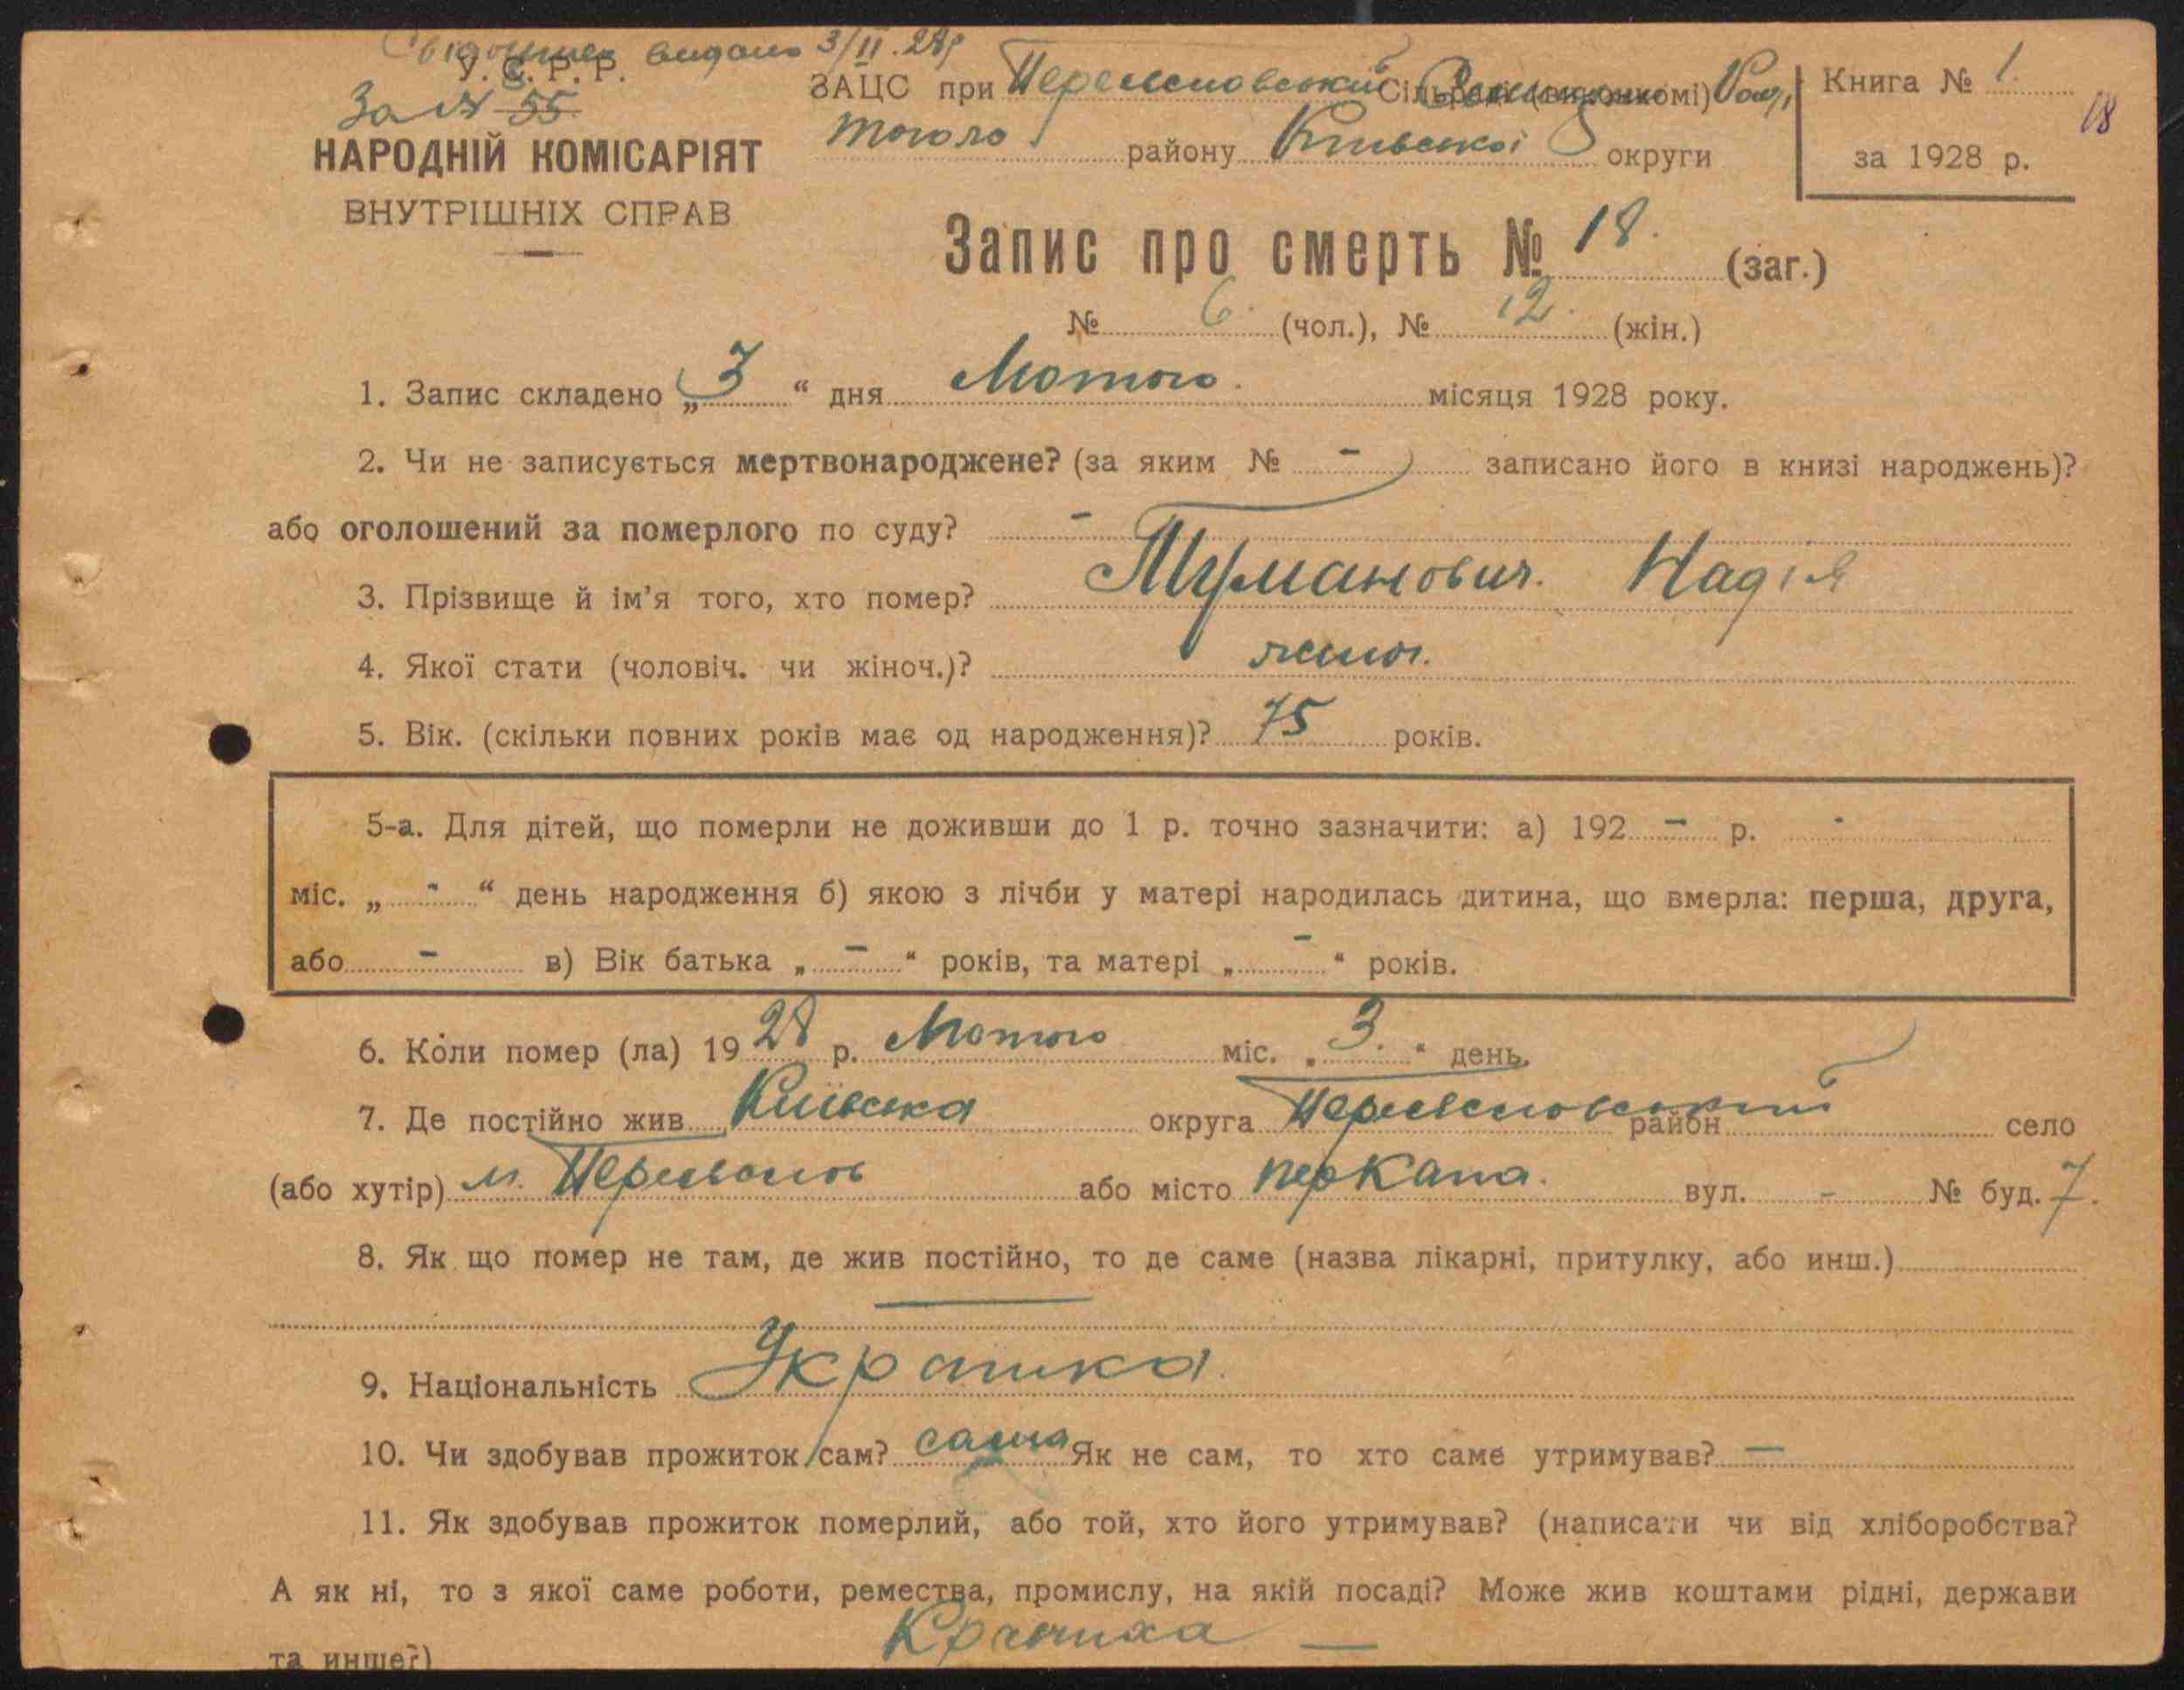 видано 3/II.28р
У. С. Р. Р.
За № 55
НАРОДНІЙ КОМІСАРІЯТ
ВНУТРІШНІХ СПРАВ
ЗАЦС при Сільраді (виконкомі)
того району Київської округи
Книга № 1.
за 1928 р.
18
Запис про смерть № 18. (заг.)
№ 6. (чол.), № 12. (жін.)
1. Запис складено „ 3 “ дня Лютого. місяця 1928 року.
2. Чи не записується мертвонароджене? (за яким № - записано його в книзі народжень)?
або оголошений за померлого по суду? -
3. Прізвище й ім’я того, хто помер? Туманович. Надія
4. Якої стати (чоловіч. чи жіноч.)? жіноч.
5. Вік. (скільки повних років має од народження)? 75 років.
5-а. Для дітей, що померли не доживши до 1 р. точно зазначити: а) 192 - р. -
міс. „ - “ день народження б) якою з лічби у матері народилась дитина, що вмерла: перша, друга,
або - в) Вік батька „ - “ років, та матері „ - “ років.
6. Коли помер (ла) 1928 р. Лютого міс. „ 3. “ день.
7. Де постійно жив Київська округа район село
(або хутір) м. або місто вул. - № буд. 7.
8. Як що помер не там, де жив постійно, то де саме (назва лікарні, притулку, або инш.)
—
9. Національність Українка.
10. Чи здобував прожиток сам? сама Як не сам, то хто саме утримував? —
11. Як здобував прожиток померлий, або той, хто його утримував? (написати чи від хліборобства?
А як ні, то з якої саме роботи, ремества, промислу, на якій посаді? Може жив коштами рідні, держави
та инше?) —